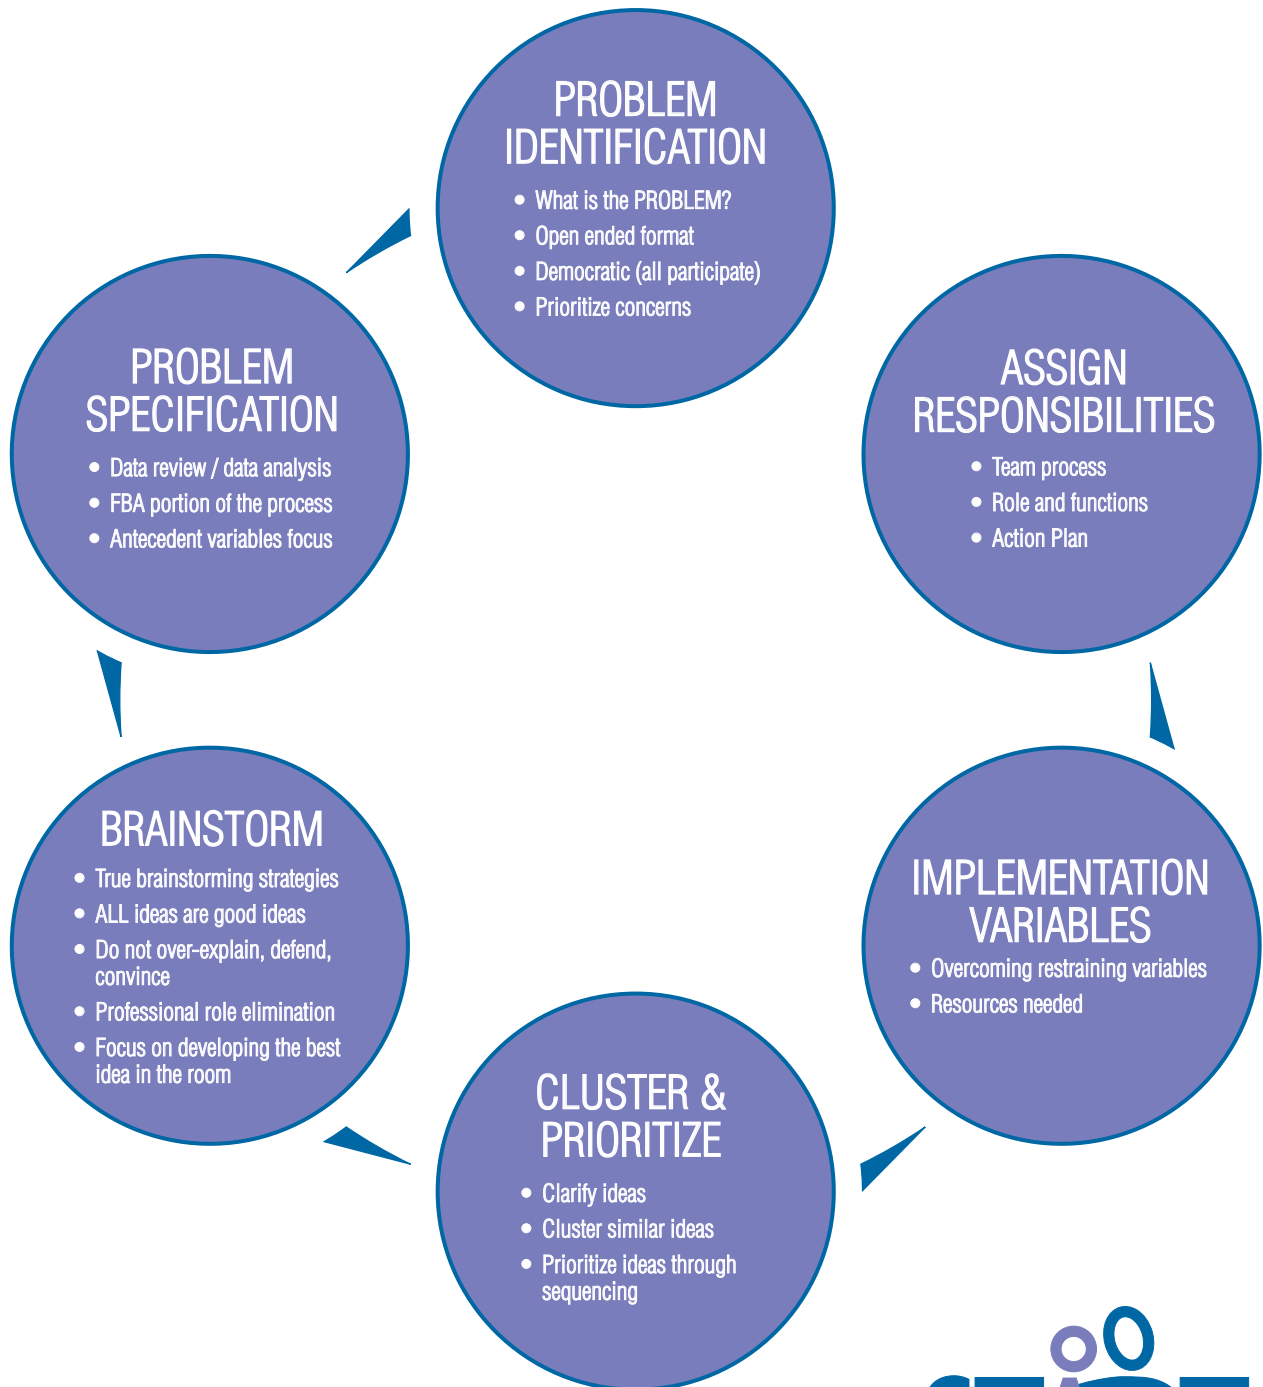 PROBLEM
IDENTIFICATION
• What is the PROBLEM?
• Open ended format
• Democratic (all participate)
• Prioritize concerns
PROBLEM
SPECIFICATION
• Data review / data analysis
• FBA portion of the process
• Antecedent variables focus
BRAINSTORM
• True brainstorming strategies
• ALL ideas are good ideas
• Do not over-explain, defend,
convince
• Professional role elimination
• Focus on developing the best
idea in the room
CLUSTER &
PRIORITIZE
• Clarify ideas
• Cluster similar ideas
• Prioritize ideas through
sequencing
IMPLEMENTATION
VARIABLES
• Overcoming restraining variables
• Resources needed
ASSIGN
RESPONSIBILITIES
• Team process
• Role and functions
• Action Plan